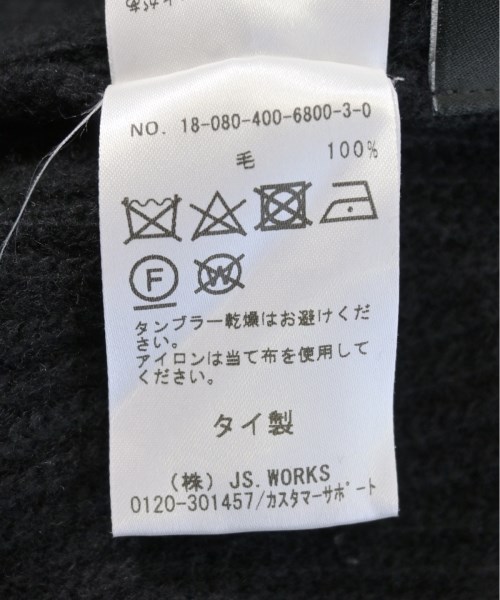 NO. 18-080-400-6800-3-0
毛 100%
F W
タンブラー乾燥はお避けくだ
さい。
アイロンは当て布を使用して
ください。
タイ製
(株) JS.WORKS
0120-301457/カスタマーサポート